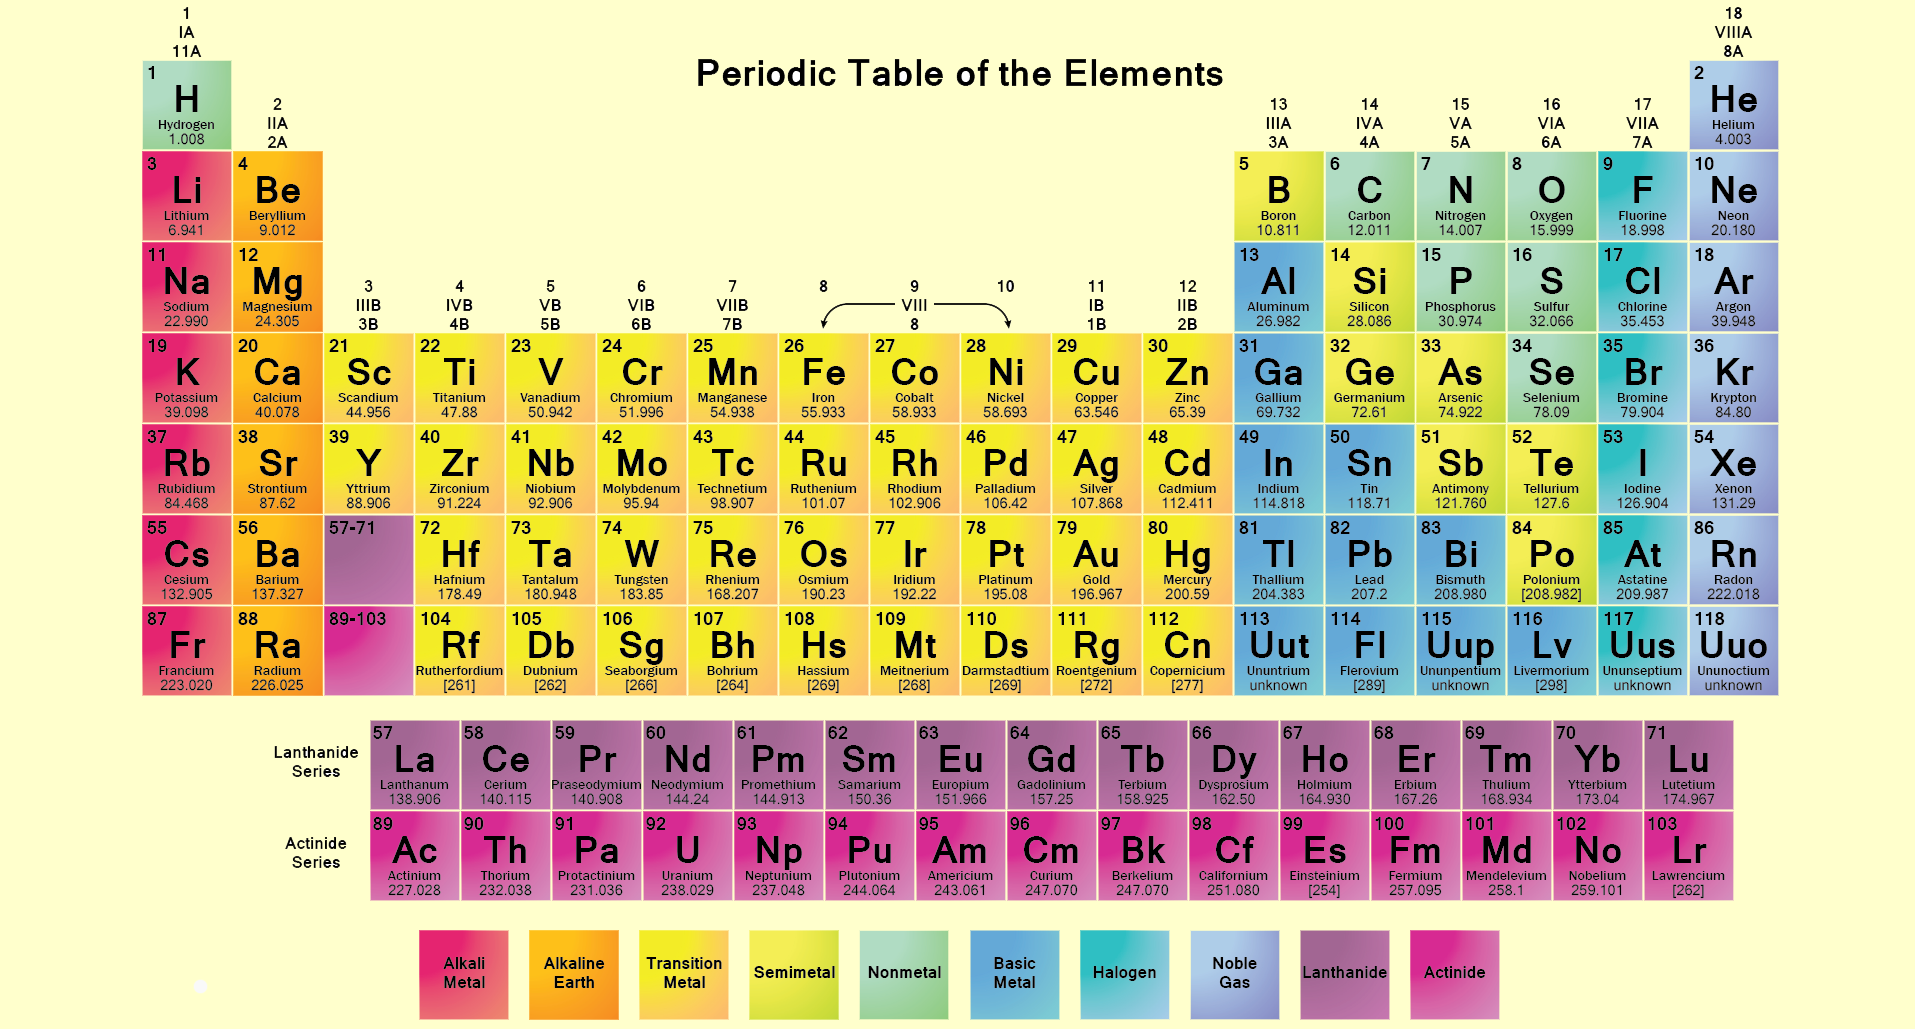 1
IA
11A
18
VIIIA
8A
Periodic Table of the Elements
1
H
Hydrogen
1.008
2
IIA
2A
13
IIIA
3A
14
IVA
4A
15
VA
5A
16
VIA
6A
17
VIIA
7A
2
He
Helium
4.003
3
Li
Lithium
6.941
4
Be
Beryllium
9.012
5
B
Boron
10.811
6
C
Carbon
12.011
7
N
Nitrogen
14.007
8
O
Oxygen
15.999
9
F
Fluorine
18.998
10
Ne
Neon
20.180
11
Na
Sodium
22.990
12
Mg
Magnesium
24.305
3
IIIB
3B
4
IVB
4B
5
VB
5B
6
VIB
6B
7
VIIB
7B
8
9
10
VIII
8
11
IB
1B
12
IIB
2B
13
Al
Aluminum
26.982
14
Si
Silicon
28.086
15
P
Phosphorus
30.974
16
S
Sulfur
32.066
17
Cl
Chlorine
35.453
18
Ar
Argon
39.948
19
K
Potassium
39.098
20
Ca
Calcium
40.078
21
Sc
Scandium
44.956
22
Ti
Titanium
47.88
23
V
Vanadium
50.942
24
Cr
Chromium
51.996
25
Mn
Manganese
54.938
26
Fe
Iron
55.933
27
Co
Cobalt
58.933
28
Ni
Nickel
58.693
29
Cu
Copper
63.546
30
Zn
Zinc
65.39
31
Ga
Gallium
69.732
32
Ge
Germanium
72.61
33
As
Arsenic
74.922
34
Se
Selenium
78.09
35
Br
Bromine
79.904
36
Kr
Krypton
84.80
37
Rb
Rubidium
84.468
38
Sr
Strontium
87.62
39
Y
Yttrium
88.906
40
Zr
Zirconium
91.224
41
Nb
Niobium
92.906
42
Mo
Molybdenum
95.94
43
Tc
Technetium
98.907
44
Ru
Ruthenium
101.07
45
Rh
Rhodium
102.906
46
Pd
Palladium
106.42
47
Ag
Silver
107.868
48
Cd
Cadmium
112.411
49
In
Indium
114.818
50
Sn
Tin
118.71
51
Sb
Antimony
121.760
52
Te
Tellurium
127.6
53
I
Iodine
126.904
54
Xe
Xenon
131.29
55
Cs
Cesium
132.905
56
Ba
Barium
137.327
57-71
72
Hf
Hafnium
178.49
73
Ta
Tantalum
180.948
74
W
Tungsten
183.85
75
Re
Rhenium
168.207
76
Os
Osmium
190.23
77
Ir
Iridium
192.22
78
Pt
Platinum
195.08
79
Au
Gold
196.967
80
Hg
Mercury
200.59
81
Tl
Thallium
204.383
82
Pb
Lead
207.2
83
Bi
Bismuth
208.980
84
Po
Polonium
[208.982]
85
At
Astatine
209.987
86
Rn
Radon
222.018
87
Fr
Francium
223.020
88
Ra
Radium
226.025
89-103
104
Rf
Rutherfordium
[261]
105
Db
Dubnium
[262]
106
Sg
Seaborgium
[266]
107
Bh
Bohrium
[264]
108
Hs
Hassium
[269]
109
Mt
Meitnerium
[268]
110
Ds
Darmstadtium
[269]
111
Rg
Roentgenium
[272]
112
Cn
Copernicium
[277]
113
Uut
Ununtrium
unknown
114
Fl
Flerovium
[289]
115
Uup
Ununpentium
unknown
116
Lv
Livermorium
[298]
117
Uus
Ununseptium
unknown
118
Uuo
Ununoctium
unknown
Lanthanide
Series
57
La
Lanthanum
138.906
58
Ce
Cerium
140.115
59
Pr
Praseodymium
140.908
60
Nd
Neodymium
144.24
61
Pm
Promethium
144.913
62
Sm
Samarium
150.36
63
Eu
Europium
151.966
64
Gd
Gadolinium
157.25
65
Tb
Terbium
158.925
66
Dy
Dysprosium
162.50
67
Ho
Holmium
164.930
68
Er
Erbium
167.26
69
Tm
Thulium
168.934
70
Yb
Ytterbium
173.04
71
Lu
Lutetium
174.967
Actinide
Series
89
Ac
Actinium
227.028
90
Th
Thorium
232.038
91
Pa
Protactinium
231.036
92
U
Uranium
238.029
93
Np
Neptunium
237.048
94
Pu
Plutonium
244.064
95
Am
Americium
243.061
96
Cm
Curium
247.070
97
Bk
Berkelium
247.070
98
Cf
Californium
251.080
99
Es
Einsteinium
[254]
100
Fm
Fermium
257.095
101
Md
Mendelevium
258.1
102
No
Nobelium
259.101
103
Lr
Lawrencium
[262]
Alkali
Metal
Alkaline
Earth
Transition
Metal
Semimetal
Nonmetal
Basic
Metal
Halogen
Noble
Gas
Lanthanide
Actinide